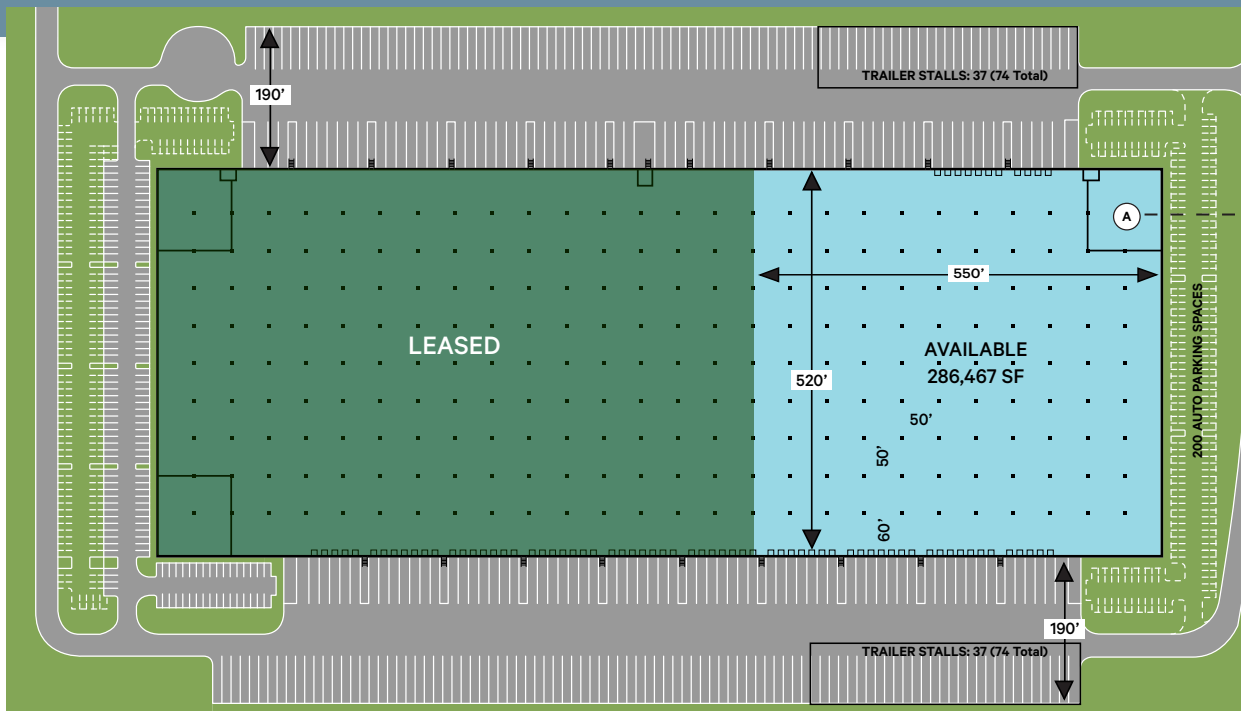 TRAILER STALLS: 37 (74 Total)
190’
A
550’
200 AUTO PARKING SPACES
LEASED
AVAILABLE
286,467 SF
520’
50’
50’
60’
190’
TRAILER STALLS: 37 (74 Total)